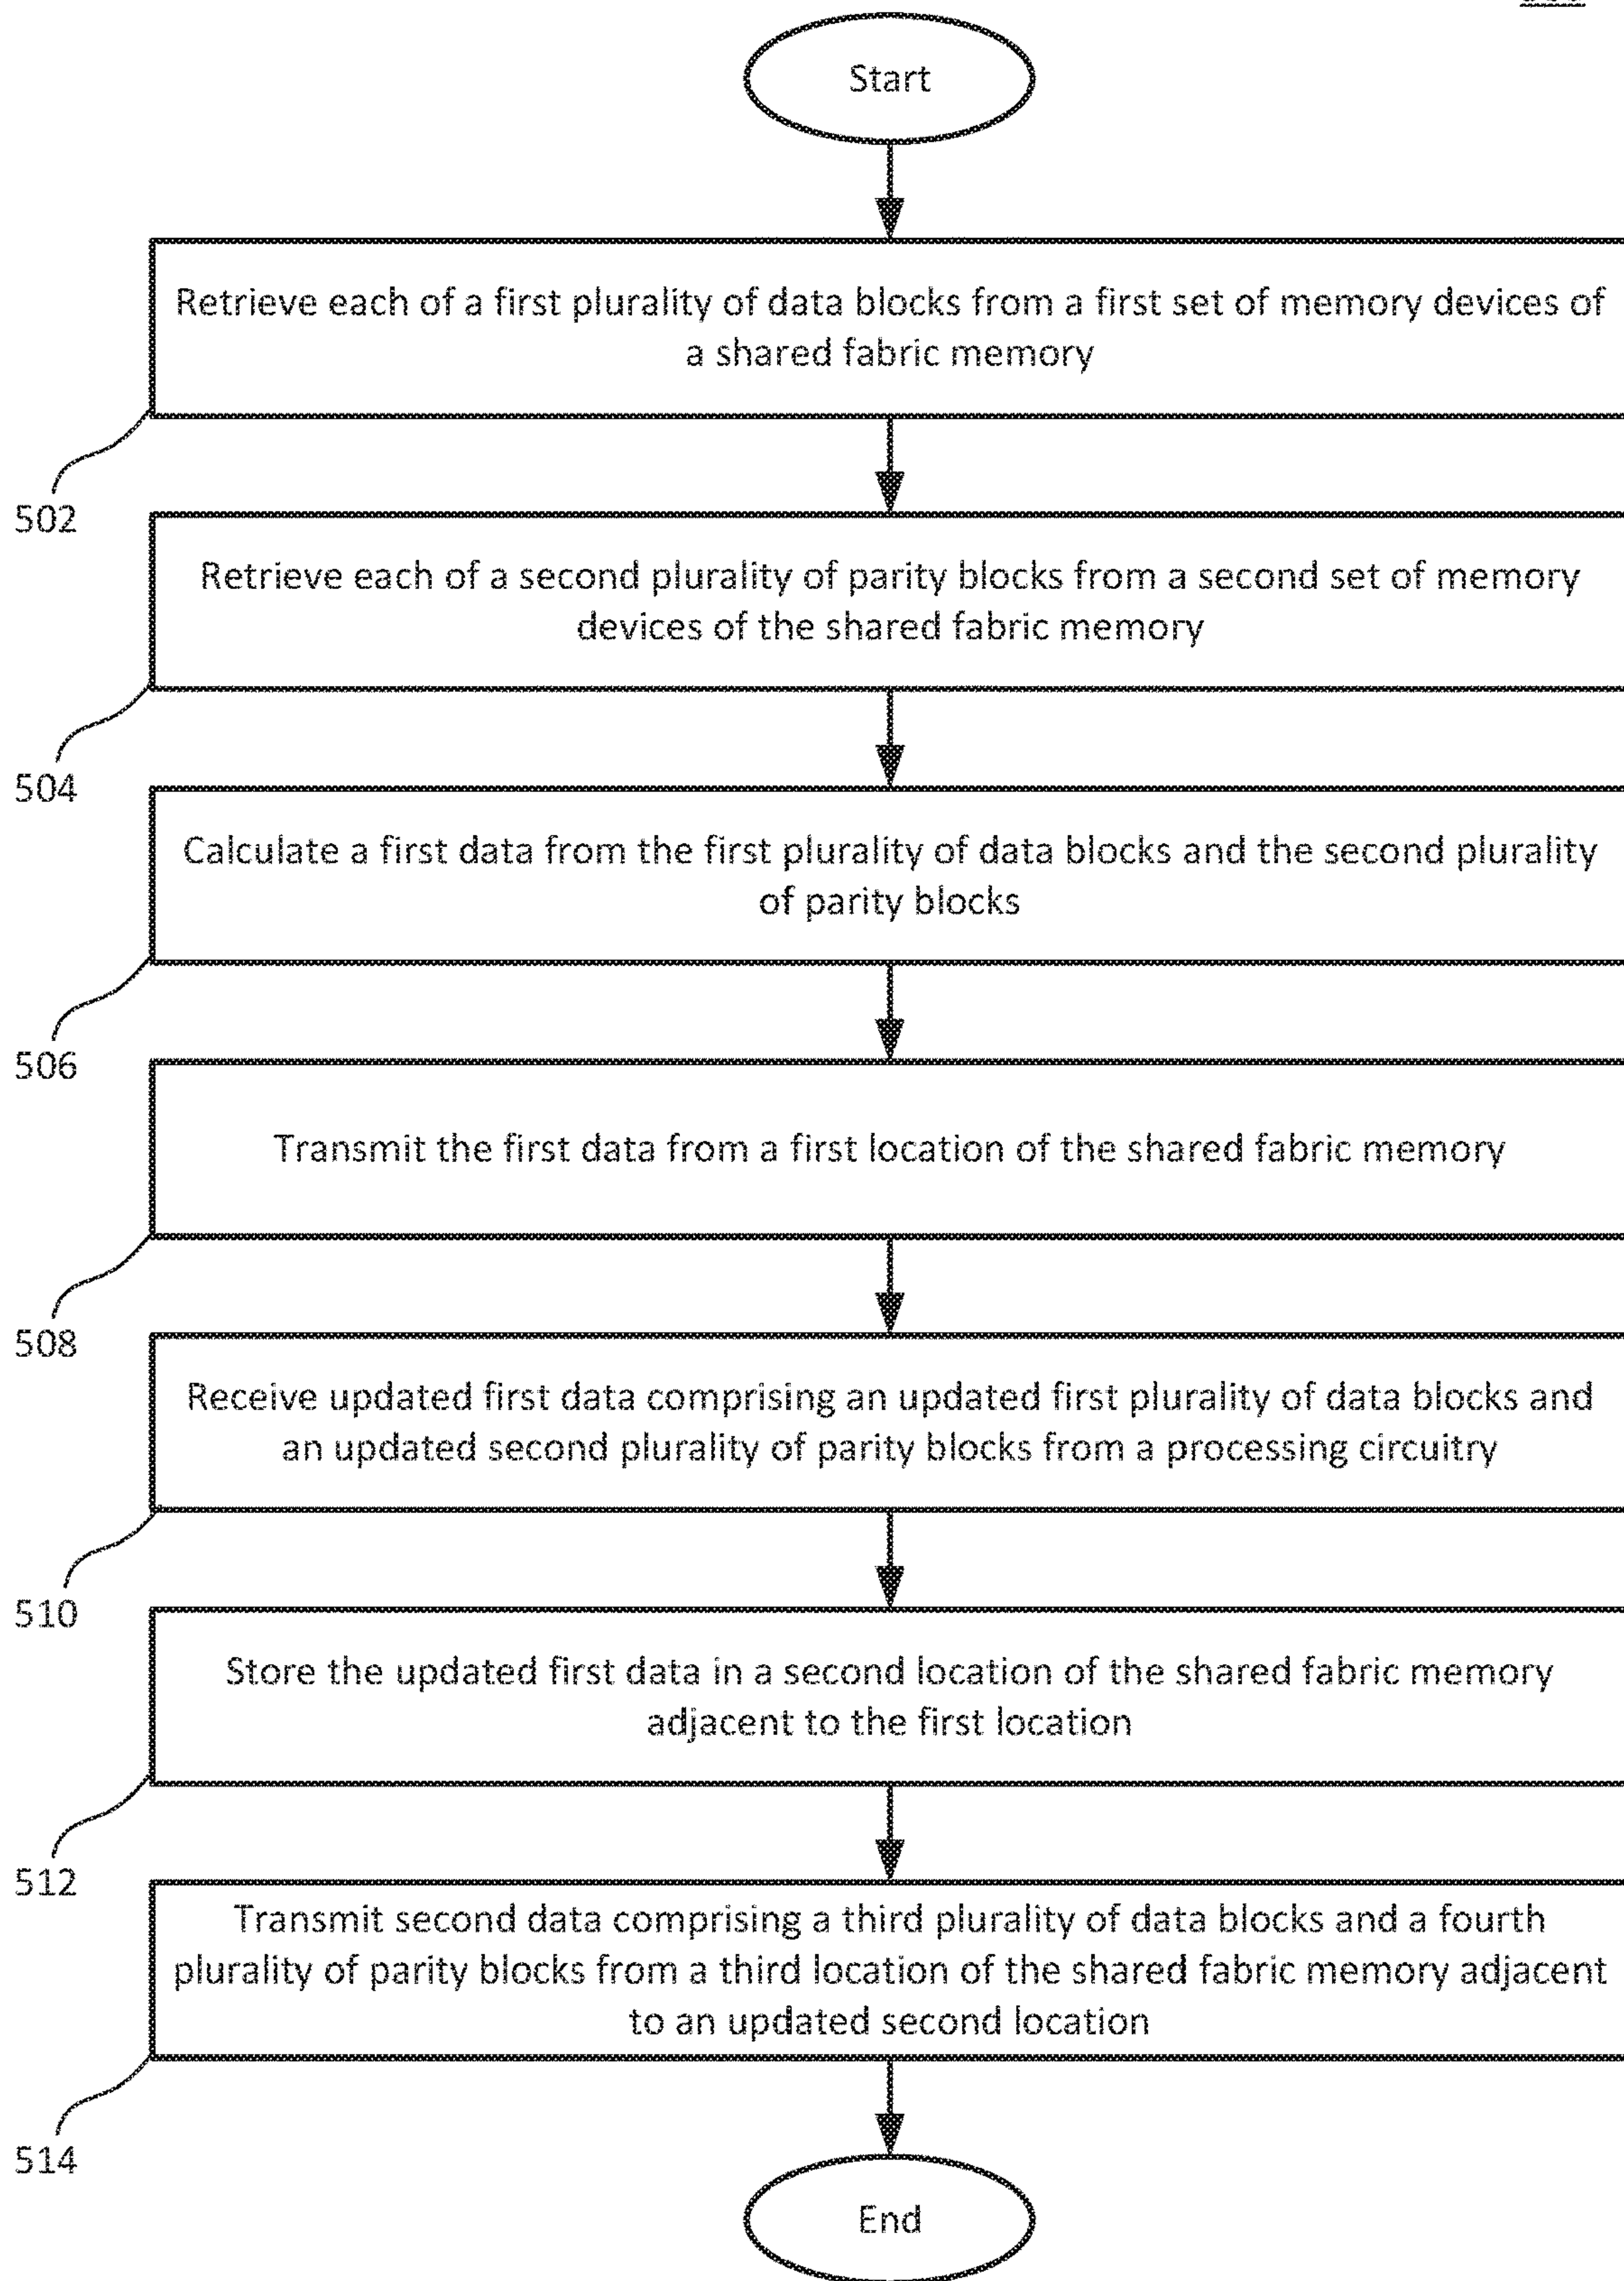 Start
Retrieve each of a first plurality of data blocks from a first set of memory devices of
a shared fabric memory
502
Retrieve each of a second plurality of parity blocks from a second set of memory
devices of the shared fabric memory
504
Calculate a first data from the first plurality of data blocks and the second plurality
of parity blocks
506
Transmit the first data from a first location of the shared fabric memory
508
Receive updated first data comprising an updated first plurality of data blocks and
an updated second plurality of parity blocks from a processing circuitry
510
Store the updated first data in a second location of the shared fabric memory
adjacent to the first location
512
Transmit second data comprising a third plurality of data blocks and a fourth
plurality of parity blocks from a third location of the shared fabric memory adjacent
to an updated second location
514
End